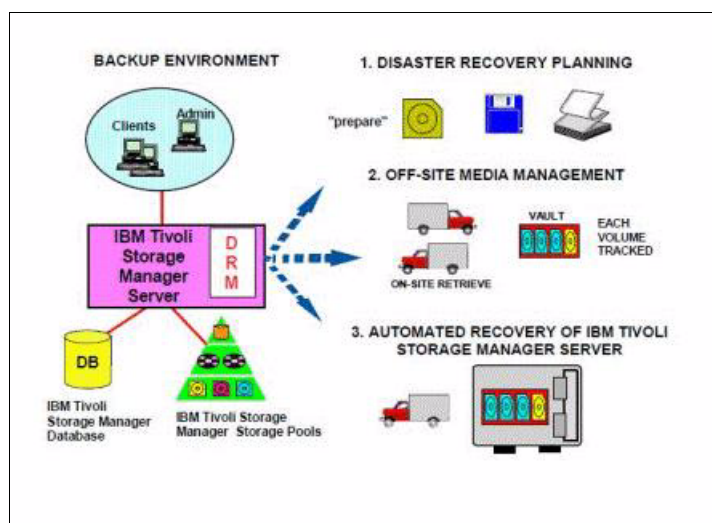 BACKUP ENVIRONMENT
Clients
Admin
IBM Tivoli
Storage
Manager
Server
D
R
M
DB
IBM Tivoli
Storage Manager
Database
IBM Tivoli Storage
Manager Storage Pools
1. DISASTER RECOVERY PLANNING
"prepare"
2. OFF-SITE MEDIA MANAGEMENT
VAULT
EACH
VOLUME
TRACKED
ON-SITE RETRIEVE
3. AUTOMATED RECOVERY OF IBM TIVOLI
STORAGE MANAGER SERVER